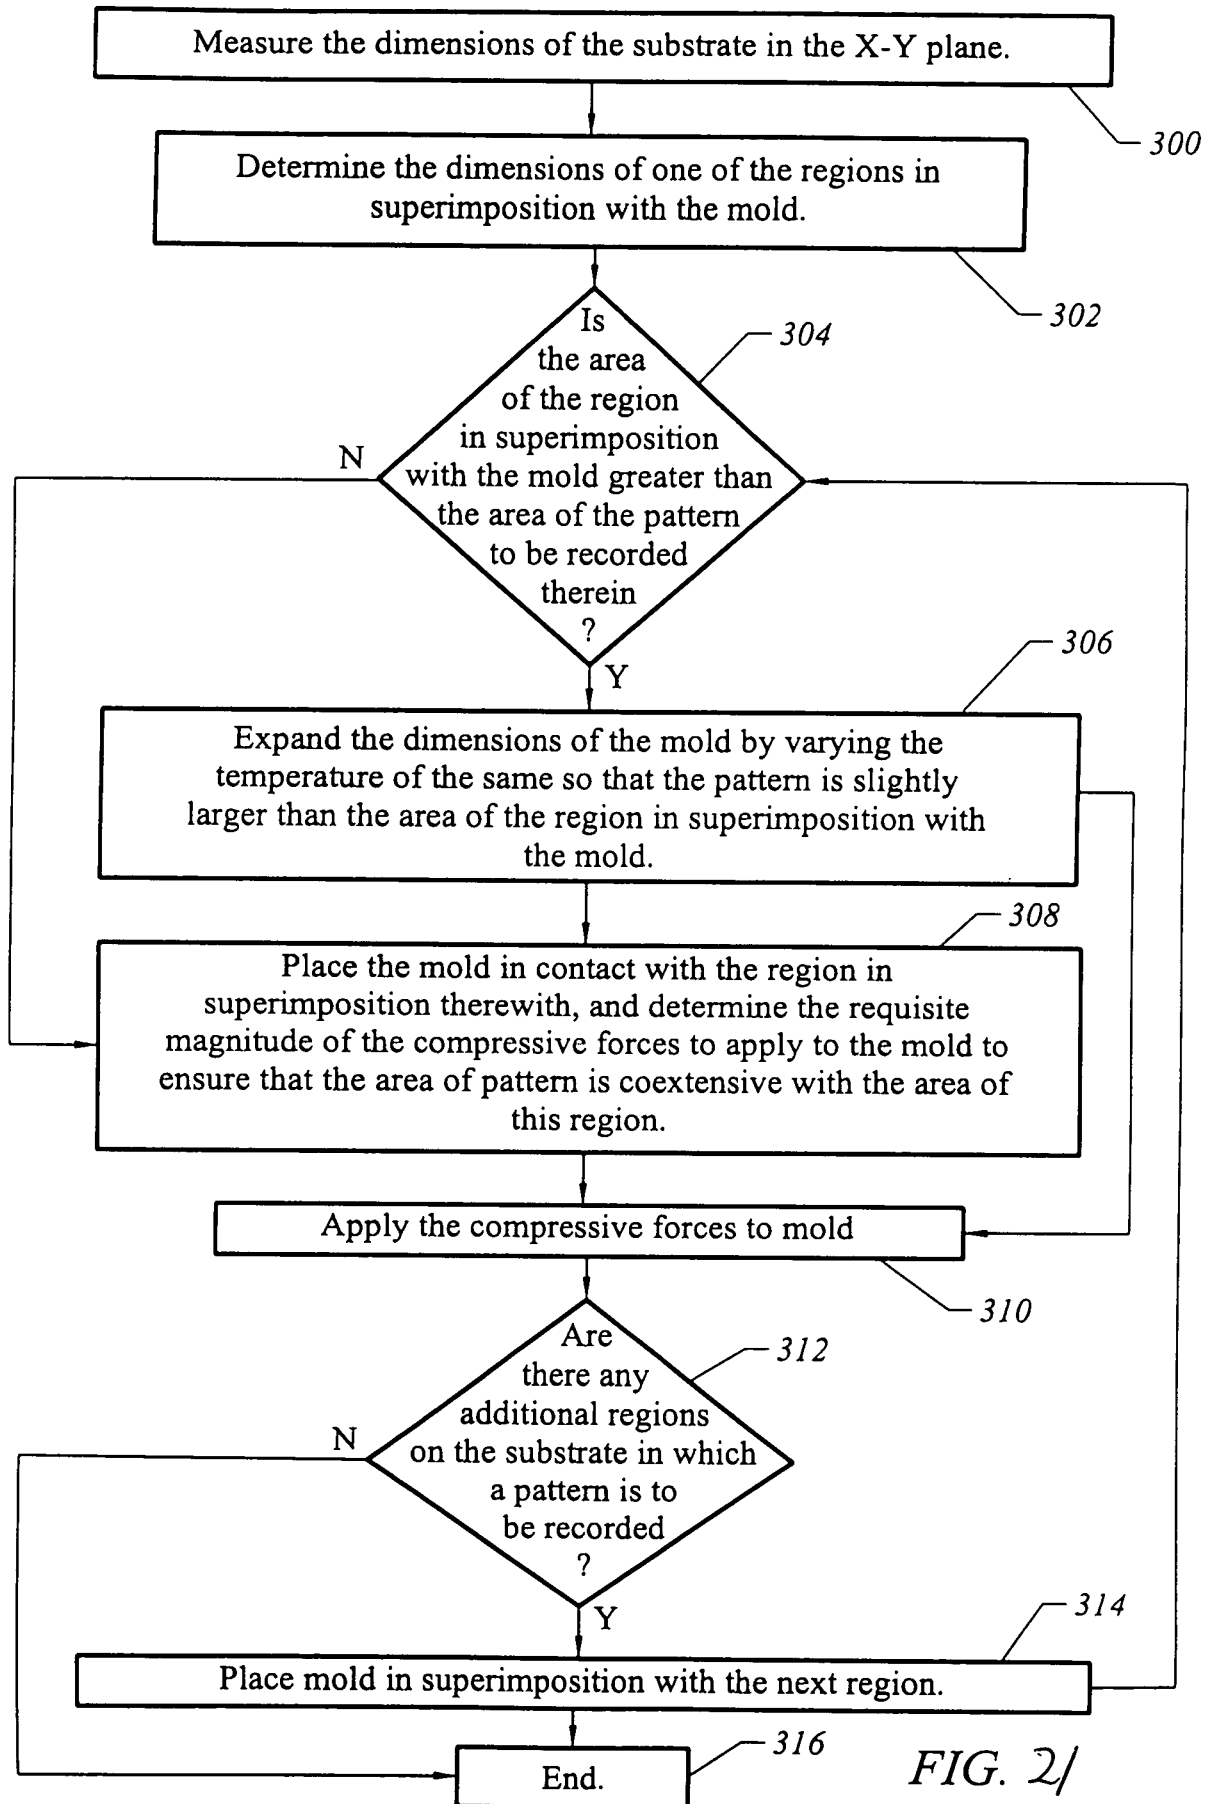 Measure the dimensions of the substrate in the X-Y plane.
300
Determine the dimensions of one of the regions in
superimposition with the mold.
302
304
Is
the area
of the region
in superimposition
with the mold greater than
the area of the pattern
to be recorded
therein
?
N
Y
306
Expand the dimensions of the mold by varying the
temperature of the same so that the pattern is slightly
larger than the area of the region in superimposition with
the mold.
308
Place the mold in contact with the region in
superimposition therewith, and determine the requisite
magnitude of the compressive forces to apply to the mold to
ensure that the area of pattern is coextensive with the area of
this region.
Apply the compressive forces to mold
310
312
Are
there any
additional regions
on the substrate in which
a pattern is to
be recorded
?
N
Y
314
Place mold in superimposition with the next region.
316
End.
FIG. 21